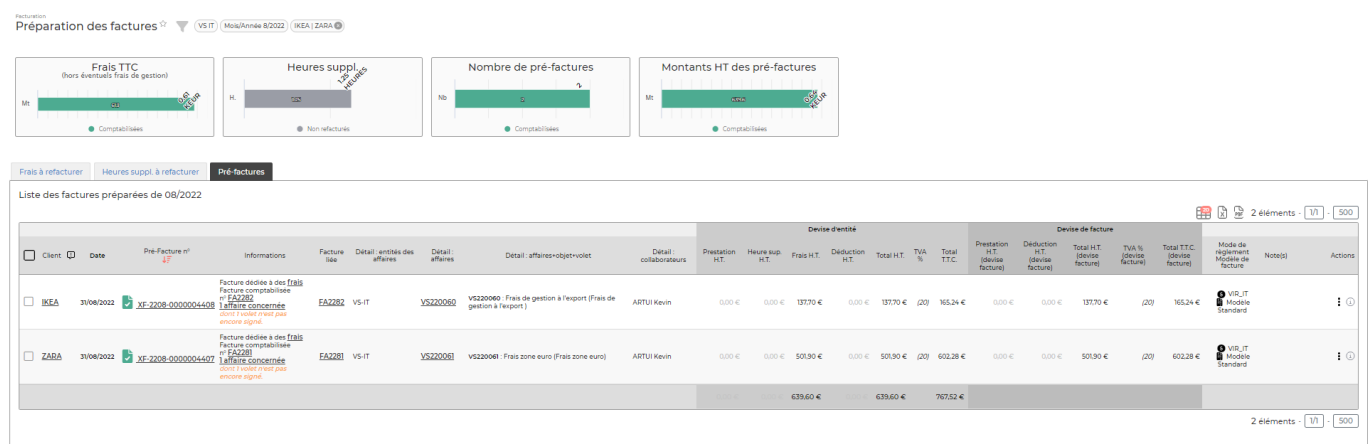 Facturation
Préparation des factures
VS IT
Mois/Année 8/2022
IKEA | ZARA
Frais TTC
(hors éventuels frais de gestion)
Mt
0.61 KEUR
Comptabilisées
Heures suppl.
H.
1.25 HEURES
Non refacturés
Nombre de pré-factures
Nb
2
2
Comptabilisées
Montants HT des pré-factures
Mt
0.64 KEUR
Comptabilisées
Frais à refacturer
Heures suppl. à refacturer
Pré-factures
Liste des factures préparées de 08/2022
2 éléments - 1/1 - 500
Devise d'entité
Devise de facture
Client
Date
Pré-Facture n°
Informations
Facture liée
Détail : entités des affaires
Détail : affaires
Détail : affaires+objet+volet
Détail : collaborateurs
Prestation H.T.
Heure sup. H.T.
Frais H.T.
Déduction H.T.
Total H.T.
TVA %
Total T.T.C.
Prestation H.T. (devise facture)
Déduction H.T. (devise facture)
Total H.T. (devise facture)
TVA % (devise facture)
Total T.T.C. (devise facture)
Mode de règlement Modèle de facture
Note(s)
Actions
IKEA
31/08/2022
XF-2208-0000004408
Facture dédiée à des frais
Facture comptabilisée
n° FA2282
1 affaire concernée
dont 1 volet n'est pas
encore signé.
FA2282
VS-IT
VS220060
VS220060 : Frais de gestion à l'export (Frais de
gestion à l'export )
ARTUI Kevin
0,00 €
0,00 €
137,70 €
0,00 €
137,70 €
(20)
165,24 €
0,00 €
0,00 €
137,70 €
(20)
165,24 €
VIR_IT
Modèle
Standard
ZARA
31/08/2022
XF-2208-0000004407
Facture dédiée à des frais
Facture comptabilisée
n° FA2281
1 affaire concernée
dont 1 volet n'est pas
encore signé.
FA2281
VS-IT
VS220061
VS220061 : Frais zone euro (Frais zone euro)
ARTUI Kevin
0,00 €
0,00 €
501,90 €
0,00 €
501,90 €
(20)
602,28 €
0,00 €
0,00 €
501,90 €
(20)
602,28 €
VIR_IT
Modèle
Standard
639,60 €
639,60 €
767,52 €
2 éléments - 1/1 - 500